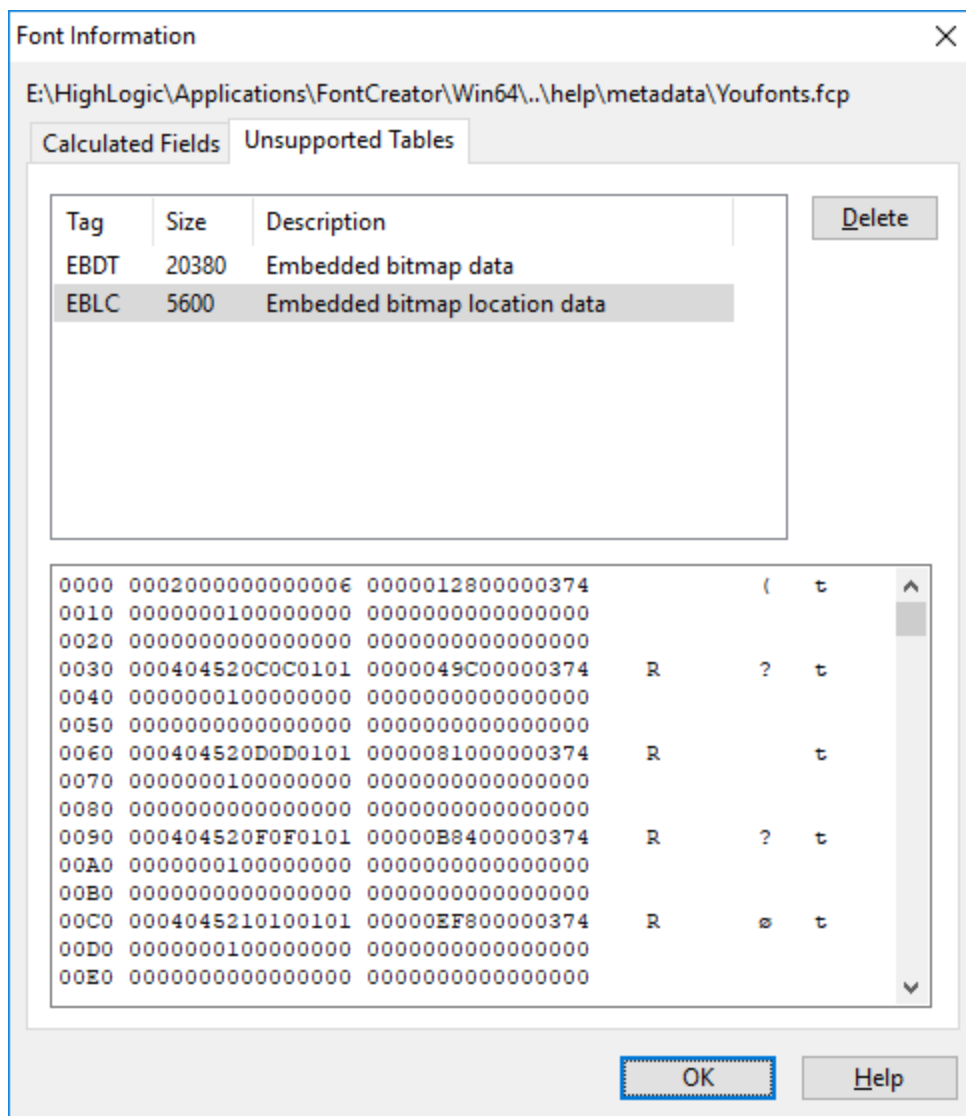 Font Information
E:\HighLogic\Applications\FontCreator\Win64\..\help\metadata\Youfonts.fcp
Calculated Fields Unsupported Tables
Tag Size Description
Delete
EBDT 20380 Embedded bitmap data
EBLC 5600 Embedded bitmap location data
0000 0002000000000006 0000012800000374 ( t
0010 0000000100000000 0000000000000000
0020 0000000000000000 0000000000000000
0030 000404520C0C0101 0000049C00000374 R ? t
0040 0000000100000000 0000000000000000
0050 0000000000000000 0000000000000000
0060 000404520D0D0101 0000081000000374 R t
0070 0000000100000000 0000000000000000
0080 0000000000000000 0000000000000000
0090 000404520F0F0101 00000B8400000374 R ? t
00A0 0000000100000000 0000000000000000
00B0 0000000000000000 0000000000000000
00C0 0004045210100101 00000EF800000374 R ø t
00D0 0000000100000000 0000000000000000
00E0 0000000000000000 0000000000000000
OK Help